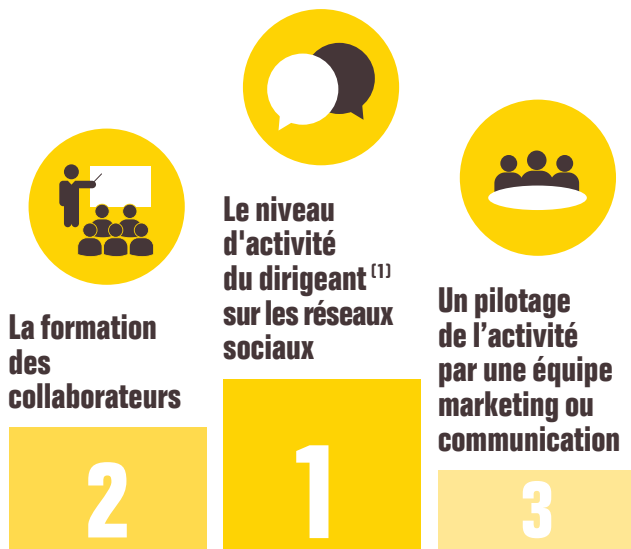 Le niveau
d'activité
du dirigeant (1)
sur les réseaux
sociaux
La formation
des
collaborateurs
Un pilotage
de l’activité
par une équipe
marketing ou
communication
2
1
3